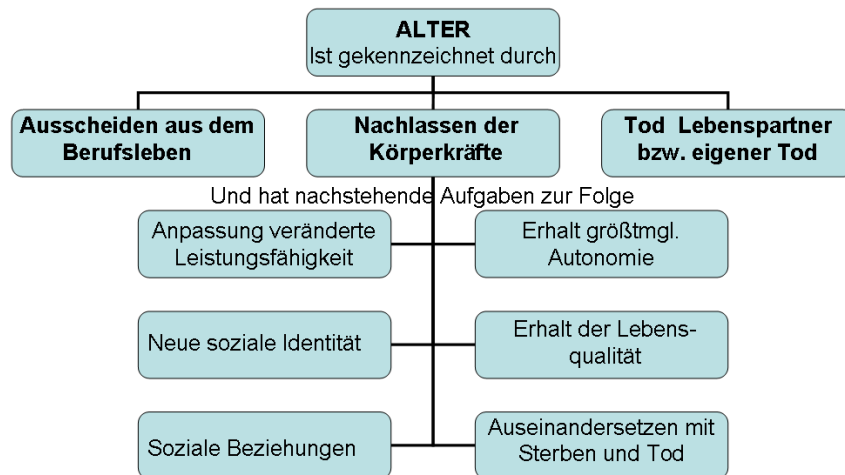 ALTER
Ist gekennzeichnet durch
Ausscheiden aus dem
Berufsleben
Nachlassen der
Körperkräfte
Tod Lebenspartner
bzw. eigener Tod
Und hat nachstehende Aufgaben zur Folge
Anpassung veränderte
Leistungsfähigkeit
Erhalt größtmgl.
Autonomie
Neue soziale Identität
Erhalt der Lebens-
qualität
Soziale Beziehungen
Auseinandersetzen mit
Sterben und Tod